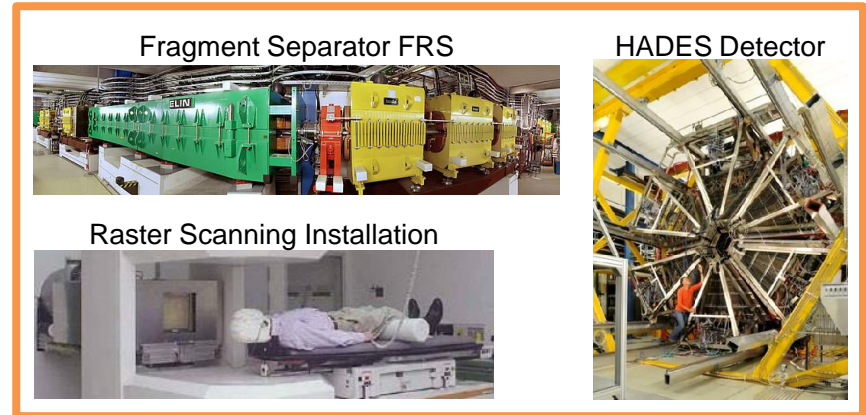 Fragment Separator FRS
HADES Detector
ELIN
Raster Scanning Installation